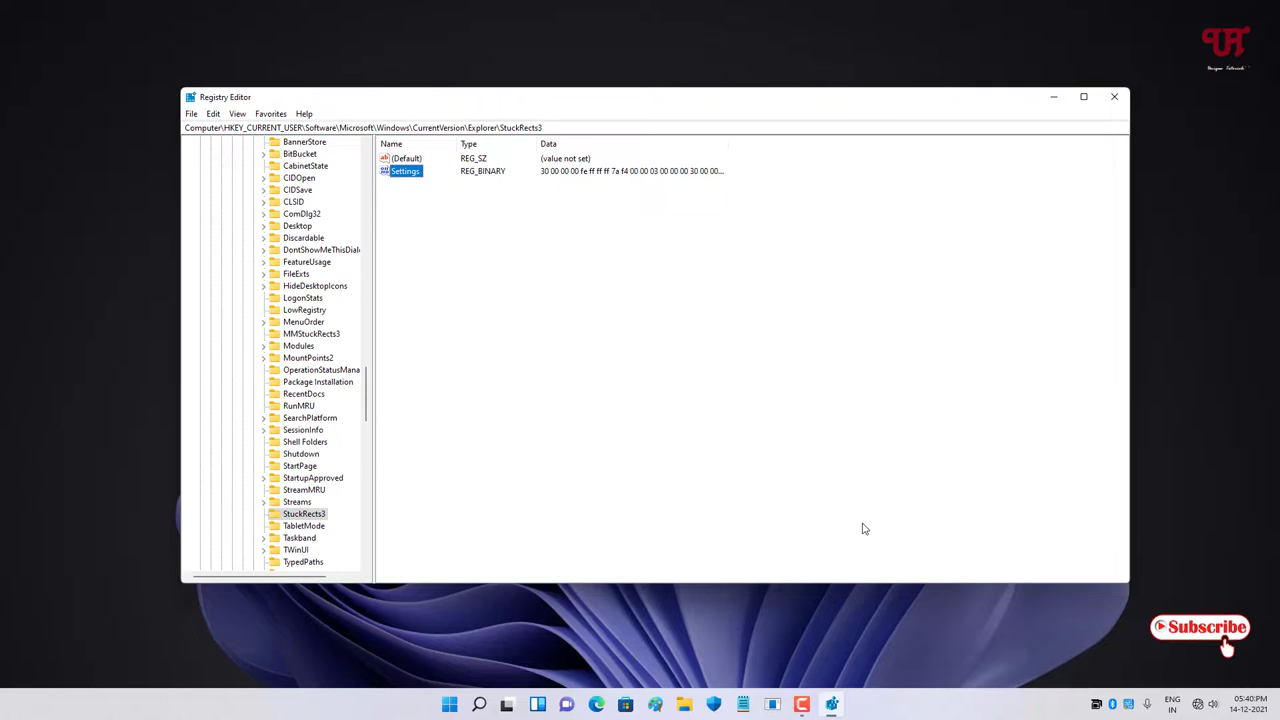 Registry Editor
File Edit View Favorites Help
Computer\HKEY_CURRENT_USER\Software\Microsoft\Windows\CurrentVersion\Explorer\StuckRects3
BannerStore
BitBucket
CabinetState
CIDOpen
CIDSave
CLSID
ComDlg32
Desktop
Discardable
DontShowMeThisDial
FeatureUsage
FileExts
HideDesktopIcons
LogonStats
LowRegistry
MenuOrder
MMStuckRects3
Modules
MountPoints2
OperationStatusMana
Package Installation
RecentDocs
RunMRU
SearchPlatform
SessionInfo
Shell Folders
Shutdown
StartPage
StartupApproved
StreamMRU
Streams
StuckRects3
TabletMode
Taskband
TWinUI
TypedPaths
Name Type Data
(Default) REG_SZ (value not set)
Settings REG_BINARY 30 00 00 00 fe ff ff ff 7a f4 00 00 03 00 00 00 30 00 00...
Subscribe
ENG
IN
05:40:PM
14-12-2021